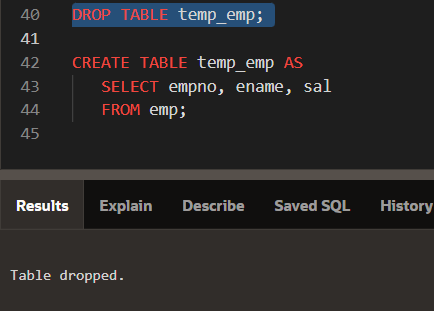 40 DROP TABLE temp_emp;
41
42 CREATE TABLE temp_emp AS
43 SELECT empno, ename, sal
44 FROM emp;
45
Results Explain Describe Saved SQL History
Table dropped.